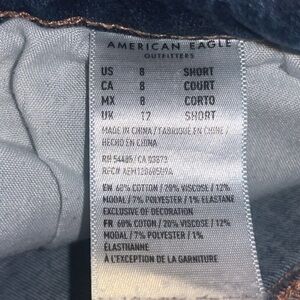 AMERICAN EAGLE
OUTFITTERS
US 8 SHORT
CA 8 COURT
MX 8 CORTO
UK 12 SHORT
MADE IN CHINA / FABRIQUE EN CHINE /
HECHO EN CHINA
RN 54485 / CA 03873
EN 60% COTTON / 20% VISCOSE / 12%
MODAL / 7% POLYESTER / 1% ELASTANE
EXCLUSIVE OF DECORATION
FR 60% COTON / 20% VISCOSE / 12%
MODAL / 7% POLYESTER / 1%
ÉLASTHANNE
À L'EXCEPTION DE LA GARNITURE